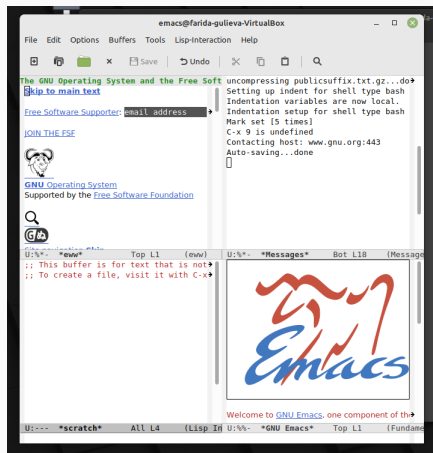 emacs@farida-gulieva-VirtualBox
File Edit Options Buffers Tools Lisp-Interaction Help
Save Undo
The GNU Operating System and the Free Soft
Skip to main text
Free Software Supporter: email address
JOIN THE FSF
GNU Operating System
Supported by the Free Software Foundation
Site navigation Skip
U:%*- *eww* Top L1 (eww)
uncompressing publicsuffix.txt.gz...do
Setting up indent for shell type bash
Indentation variables are now local.
Indentation setup for shell type bash
Mark set [5 times]
C-x 9 is undefined
Contacting host: www.gnu.org:443
Auto-saving...done
U:%*- *Messages* Bot L18 (Message
;; This buffer is for text that is not
;; To create a file, visit it with C-x
U:--- *scratch* All L4 (Lisp In
Emacs
Welcome to GNU Emacs, one component of the
U:%%- *GNU Emacs* Top L1 (Fundame